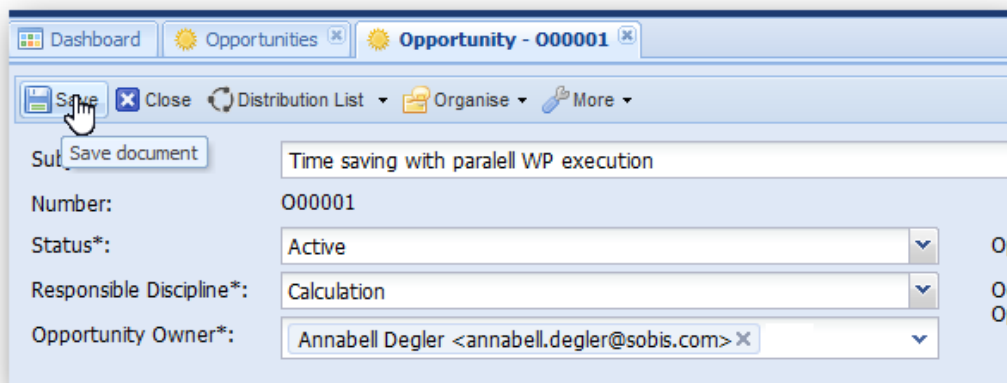 Dashboard Opportunities Opportunity - O00001
Save Close Distribution List Organise More
Save document
Time saving with paralell WP execution
Number: O00001
Status*: Active
Responsible Discipline*: Calculation
Opportunity Owner*: Annabell Degler <annabell.degler@sobis.com>